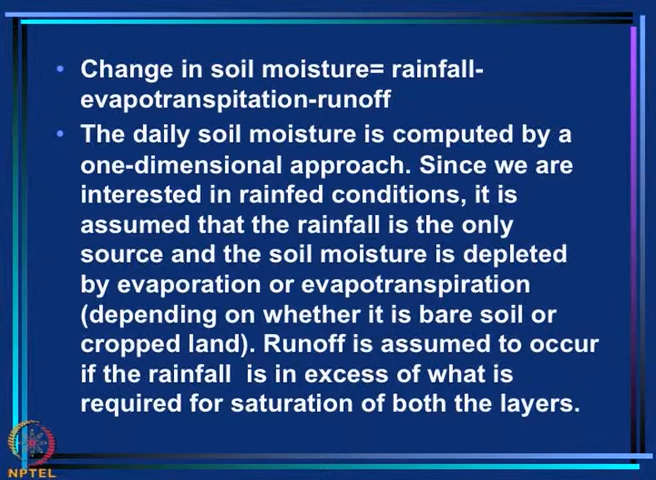 • Change in soil moisture= rainfall-
evapotranspitation-runoff
• The daily soil moisture is computed by a
one-dimensional approach. Since we are
interested in rainfed conditions, it is
assumed that the rainfall is the only
source and the soil moisture is depleted
by evaporation or evapotranspiration
(depending on whether it is bare soil or
cropped land). Runoff is assumed to occur
if the rainfall  is in excess of what is
required for saturation of both the layers.
NPTEL